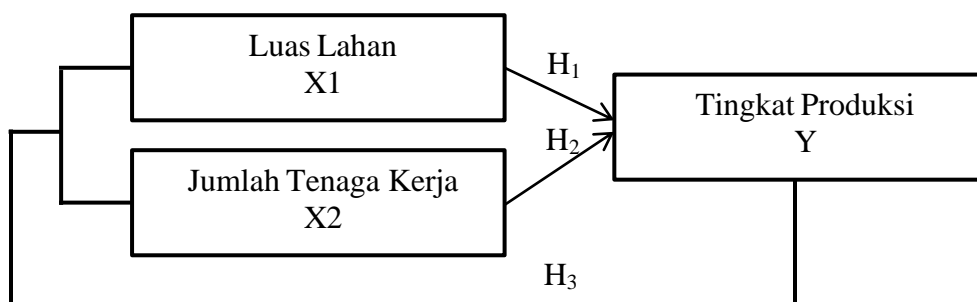 Luas Lahan
X1
H1
Tingkat Produksi
Y
H2
Jumlah Tenaga Kerja
X2
H3